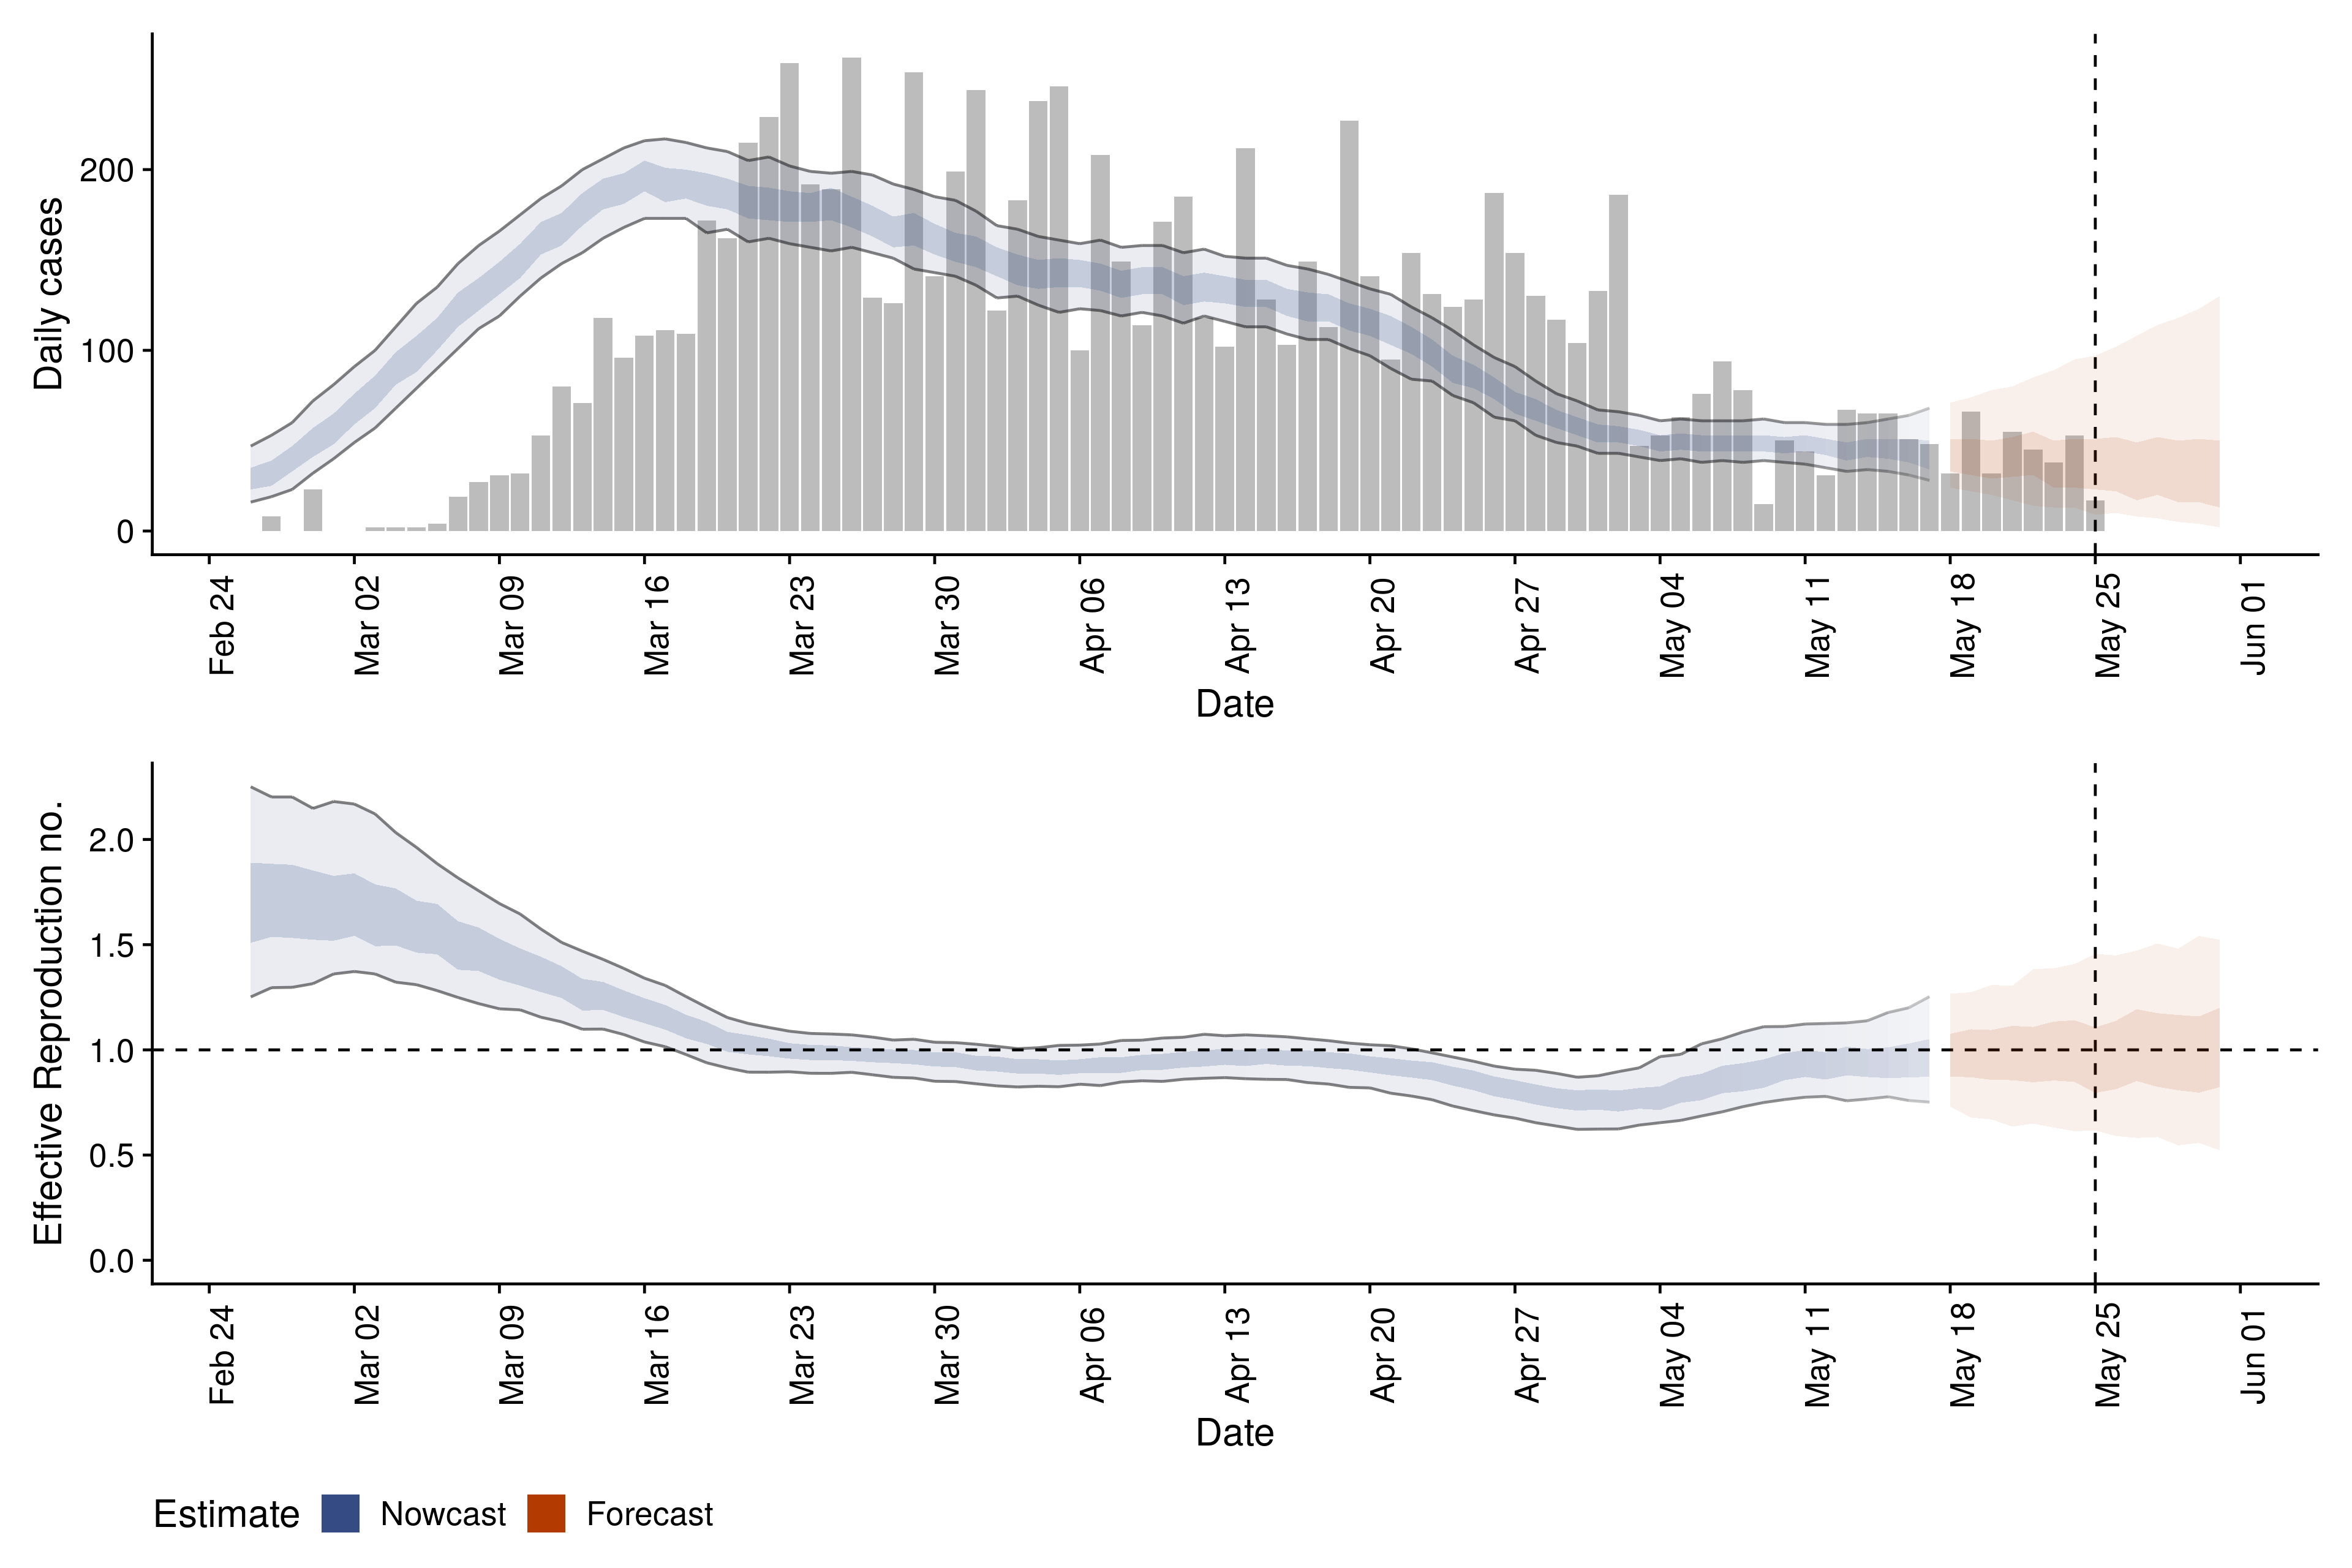 Daily cases
200
100
0
Feb 24
Mar 02
Mar 09
Mar 16
Mar 23
Mar 30
Apr 06
Apr 13
Apr 20
Apr 27
May 04
May 11
May 18
May 25
Jun 01
Date
Effective Reproduction no.
2.0
1.5
1.0
0.5
0.0
Feb 24
Mar 02
Mar 09
Mar 16
Mar 23
Mar 30
Apr 06
Apr 13
Apr 20
Apr 27
May 04
May 11
May 18
May 25
Jun 01
Date
Estimate Nowcast Forecast